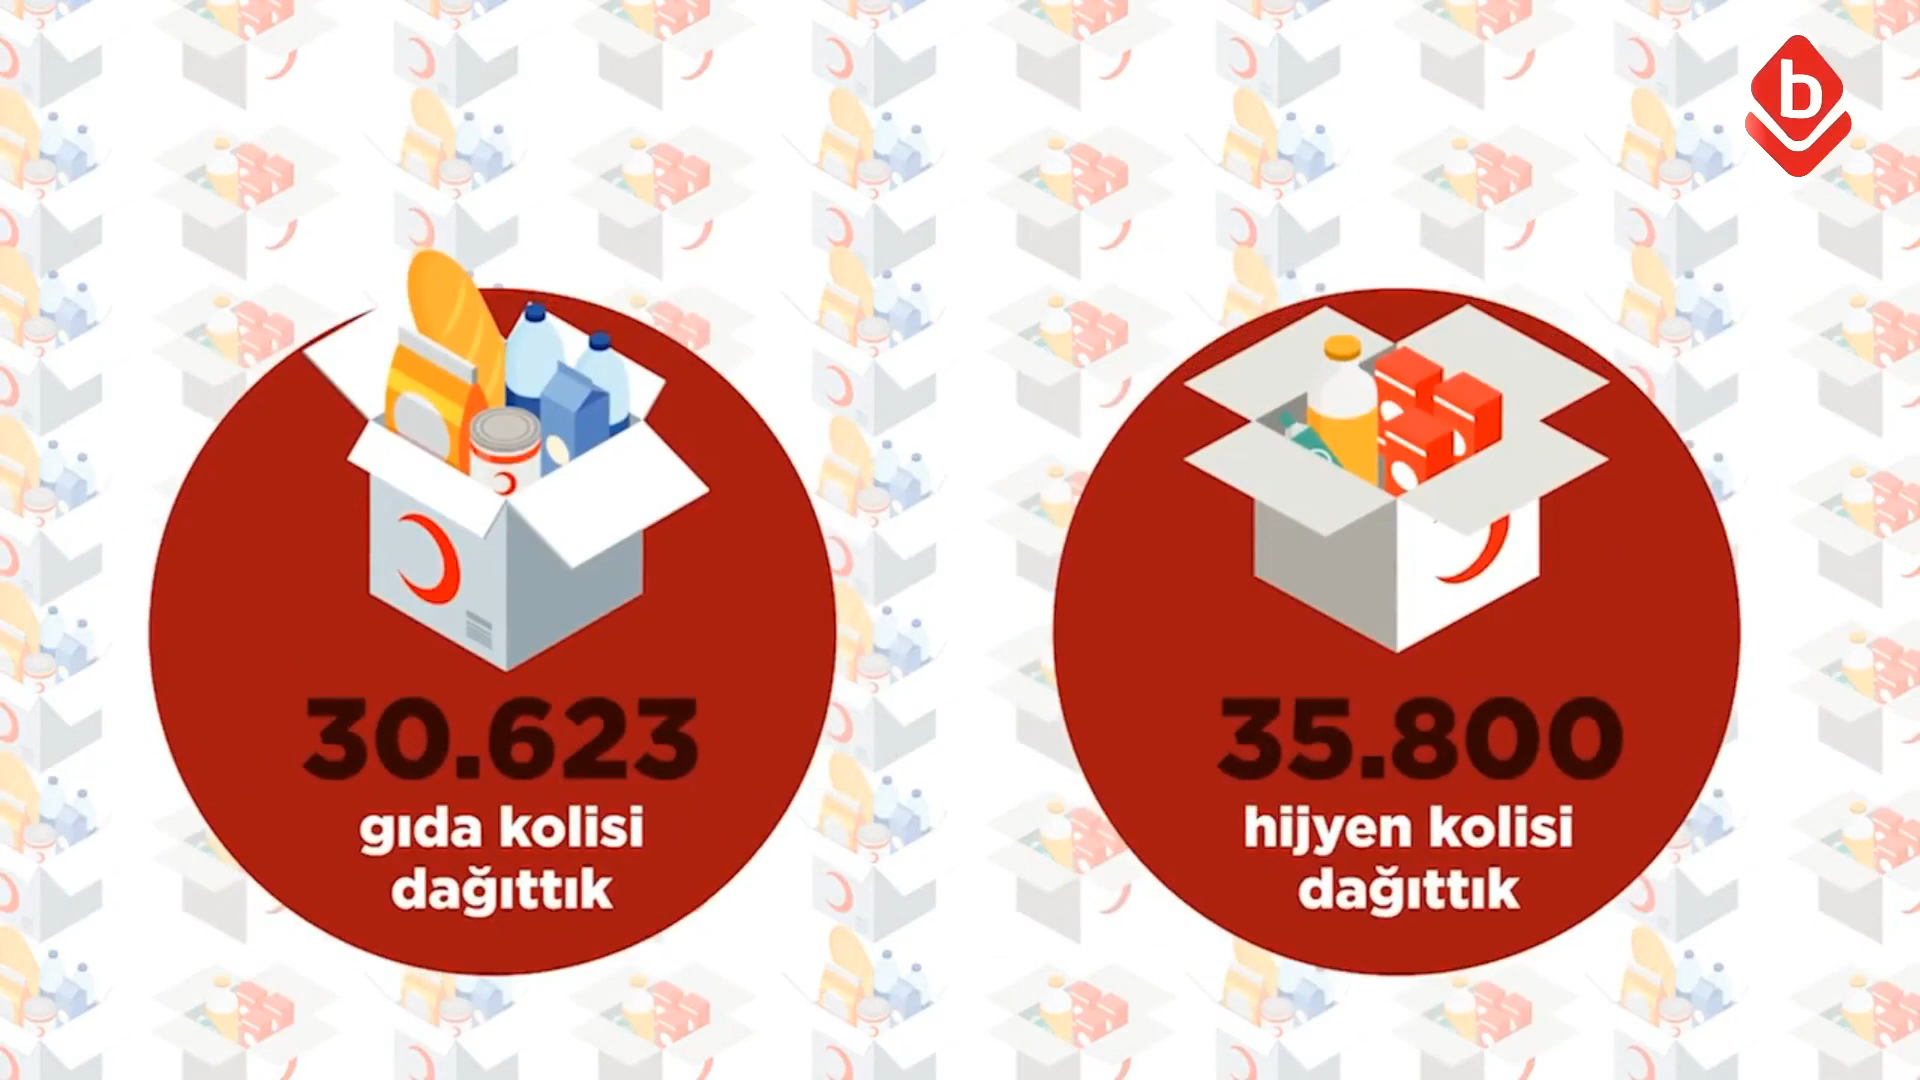 b
30.623
gıda kolisi
dağıttık
35.800
hijyen kolisi
dağıttık